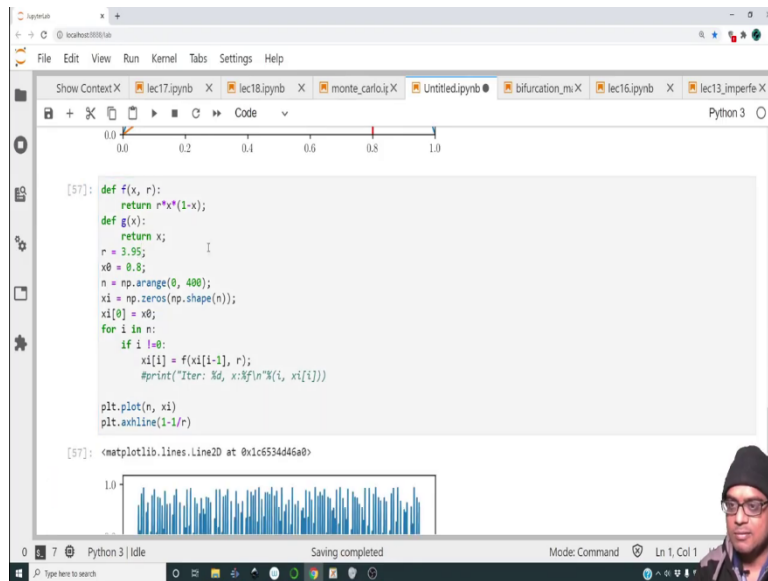 JupyterLab
localhost:8888/lab
File Edit View Run Kernel Tabs Settings Help
Show Context X lec17.ipynb X lec18.ipynb X monte_carlo.ip X Untitled.ipynb bifurcation_m X lec16.ipynb X lec13_imperfe X
Code Python 3
0.0
0.0 0.2 0.4 0.6 0.8 1.0
[57]: def f(x, r):
return r*x*(1-x);
def g(x):
return x;
r = 3.95;
x0 = 0.8;
n = np.arange(0, 400);
xi = np.zeros(np.shape(n));
xi[0] = x0;
for i in n:
if i !=0:
xi[i] = f(xi[i-1], r);
#print("Iter: %d, x:%f\n"%(i, xi[i]))
plt.plot(n, xi)
plt.axhline(1-1/r)
[57]: <matplotlib.lines.Line2D at 0x1c6534d46a0>
1.0
0 7 Python 3 | Idle Saving completed Mode: Command Ln 1, Col 1
Type here to search